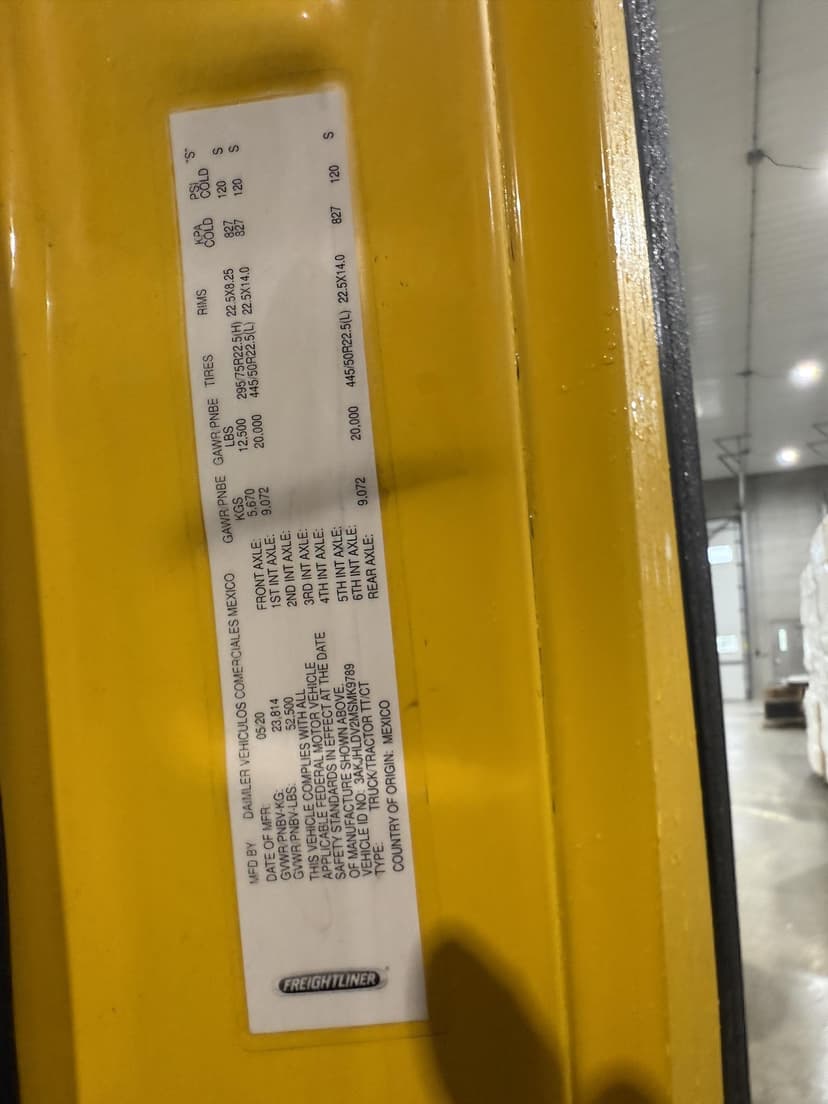 FREIGHTLINER
MFD BY DAIMLER VEHICULOS COMERCIALES MEXICO
DATE OF MFR: 05/20
GVWR/PNBV-KG: 23,814
GVWR/PNBV-LBS: 52,500
THIS VEHICLE COMPLIES WITH ALL
APPLICABLE FEDERAL MOTOR VEHICLE
SAFETY STANDARDS IN EFFECT AT THE DATE
OF MANUFACTURE SHOWN ABOVE.
VEHICLE ID NO: 3AKJHLDV2MSMK9789
TYPE: TRUCK/TRACTOR TT/CT
COUNTRY OF ORIGIN: MEXICO
GAWR/PNBE KGS GAWR/PNBE LBS TIRES RIMS KPA COLD PSI COLD "S"
FRONT AXLE: 5,670 12,500 295/75R22.5(H) 22.5X8.25 827 120 S
1ST INT AXLE: 9,072 20,000 445/50R22.5(L) 22.5X14.0 827 120 S
2ND INT AXLE:
3RD INT AXLE:
4TH INT AXLE:
5TH INT AXLE:
6TH INT AXLE:
REAR AXLE: 9,072 20,000 445/50R22.5(L) 22.5X14.0 827 120 S